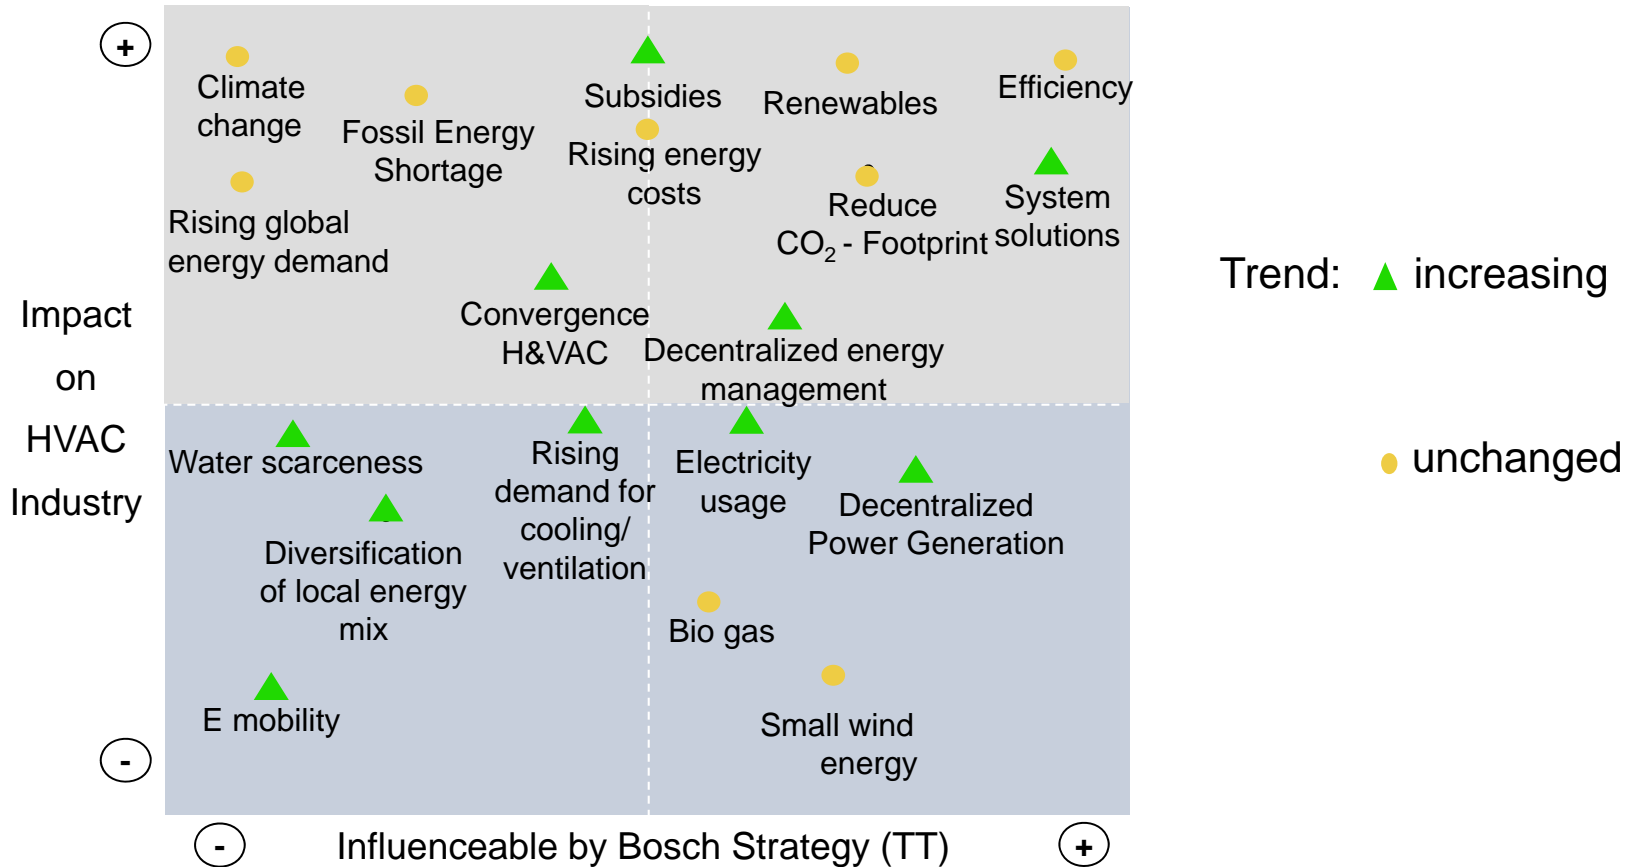 +
Climate
change
Fossil Energy
Shortage
Subsidies
Rising energy
costs
Renewables
Efficiency
Rising global
energy demand
Reduce
CO₂ - Footprint
System
solutions
Convergence
H&VAC
Decentralized energy
management
Trend:
increasing
unchanged
Impact
on
HVAC
Industry
Water scarceness
Rising
demand for
cooling/
ventilation
Electricity
usage
Decentralized
Power Generation
Diversification
of local energy
mix
Bio gas
E mobility
Small wind
energy
-
-
Influenceable by Bosch Strategy (TT)
+